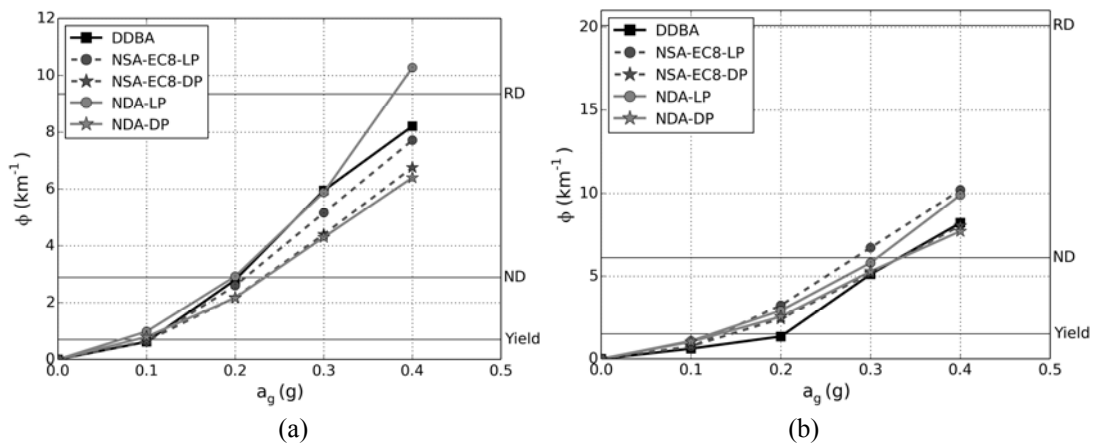 12
10
8
6
4
2
0
ϕ (km⁻¹)
DDBA
NSA-EC8-LP
NSA-EC8-DP
NDA-LP
NDA-DP
RD
ND
Yield
0.0 0.1 0.2 0.3 0.4 0.5
a_g (g)
(a)
20
15
10
5
0
ϕ (km⁻¹)
DDBA
NSA-EC8-LP
NSA-EC8-DP
NDA-LP
NDA-DP
RD
ND
Yield
0.0 0.1 0.2 0.3 0.4 0.5
a_g (g)
(b)